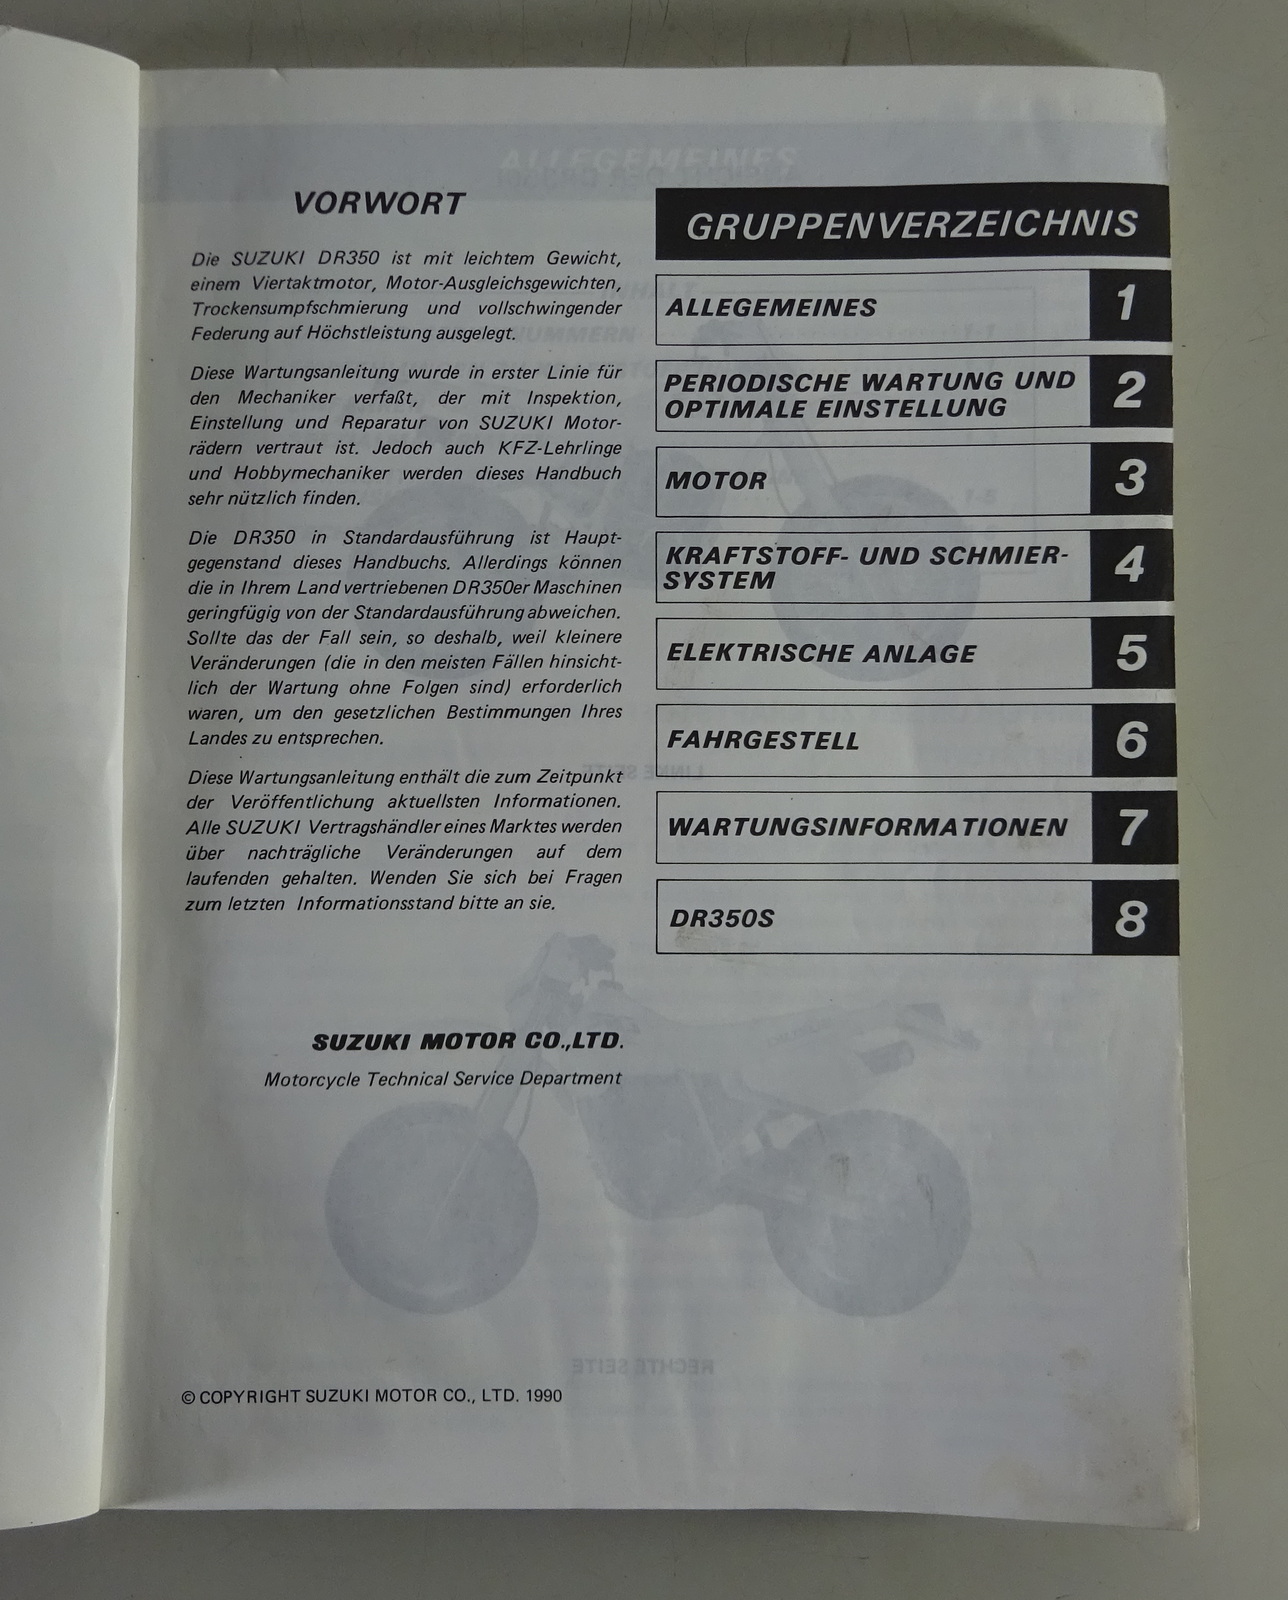 VORWORT
Die SUZUKI DR350 ist mit leichtem Gewicht,
einem Viertaktmotor, Motor-Ausgleichsgewichten,
Trockensumpfschmierung und vollschwingender
Federung auf Höchstleistung ausgelegt.
Diese Wartungsanleitung wurde in erster Linie für
den Mechaniker verfaßt, der mit Inspektion,
Einstellung und Reparatur von SUZUKI Motor-
rädern vertraut ist. Jedoch auch KFZ-Lehrlinge
und Hobbymechaniker werden dieses Handbuch
sehr nützlich finden.
Die DR350 in Standardausführung ist Haupt-
gegenstand dieses Handbuchs. Allerdings können
die in Ihrem Land vertriebenen DR350er Maschinen
geringfügig von der Standardausführung abweichen.
Sollte das der Fall sein, so deshalb, weil kleinere
Veränderungen (die in den meisten Fällen hinsicht-
lich der Wartung ohne Folgen sind) erforderlich
waren, um den gesetzlichen Bestimmungen Ihres
Landes zu entsprechen.
Diese Wartungsanleitung enthält die zum Zeitpunkt
der Veröffentlichung aktuellsten Informationen.
Alle SUZUKI Vertragshändler eines Marktes werden
über nachträgliche Veränderungen auf dem
laufenden gehalten. Wenden Sie sich bei Fragen
zum letzten Informationsstand bitte an sie.
SUZUKI MOTOR CO.,LTD.
Motorcycle Technical Service Department
© COPYRIGHT SUZUKI MOTOR CO., LTD. 1990
GRUPPENVERZEICHNIS
ALLEGEMEINES 1
PERIODISCHE WARTUNG UND
OPTIMALE EINSTELLUNG 2
MOTOR 3
KRAFTSTOFF- UND SCHMIER-
SYSTEM 4
ELEKTRISCHE ANLAGE 5
FAHRGESTELL 6
WARTUNGSINFORMATIONEN 7
DR350S 8
ALLEGEMEINES
LINKE SEITE
RECHTE SEITE